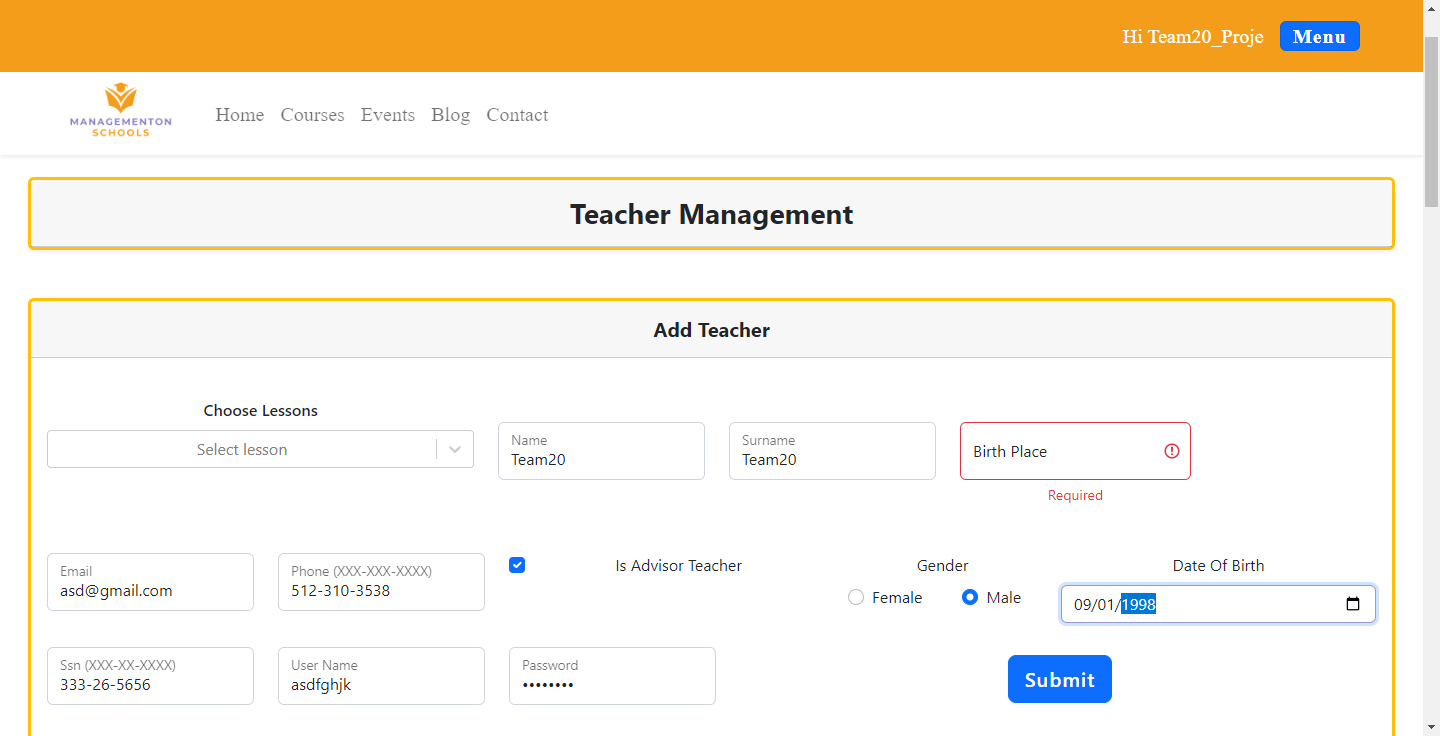 Hi Team20_Proje
Menu
MANAGEMENTON
SCHOOLS
Home Courses Events Blog Contact
Teacher Management
Add Teacher
Choose Lessons
Select lesson
Name
Team20
Surname
Team20
Birth Place
Required
Email
asd@gmail.com
Phone (XXX-XXX-XXXX)
512-310-3538
Is Advisor Teacher
Gender
Female
Male
Date Of Birth
09/01/1998
Ssn (XXX-XX-XXXX)
333-26-5656
User Name
asdfghjk
Password
••••••••
Submit